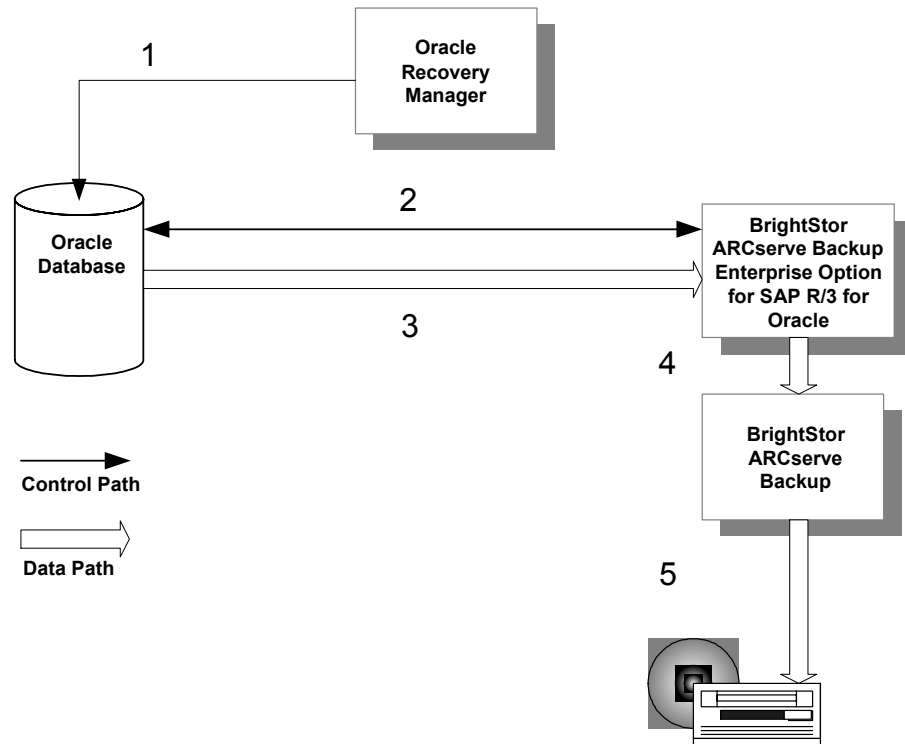 1
Oracle
Recovery
Manager
2
Oracle
Database
BrightStor
ARCserve Backup
Enterprise Option
for SAP R/3 for
Oracle
3
4
BrightStor
ARCserve
Backup
Control Path
Data Path
5